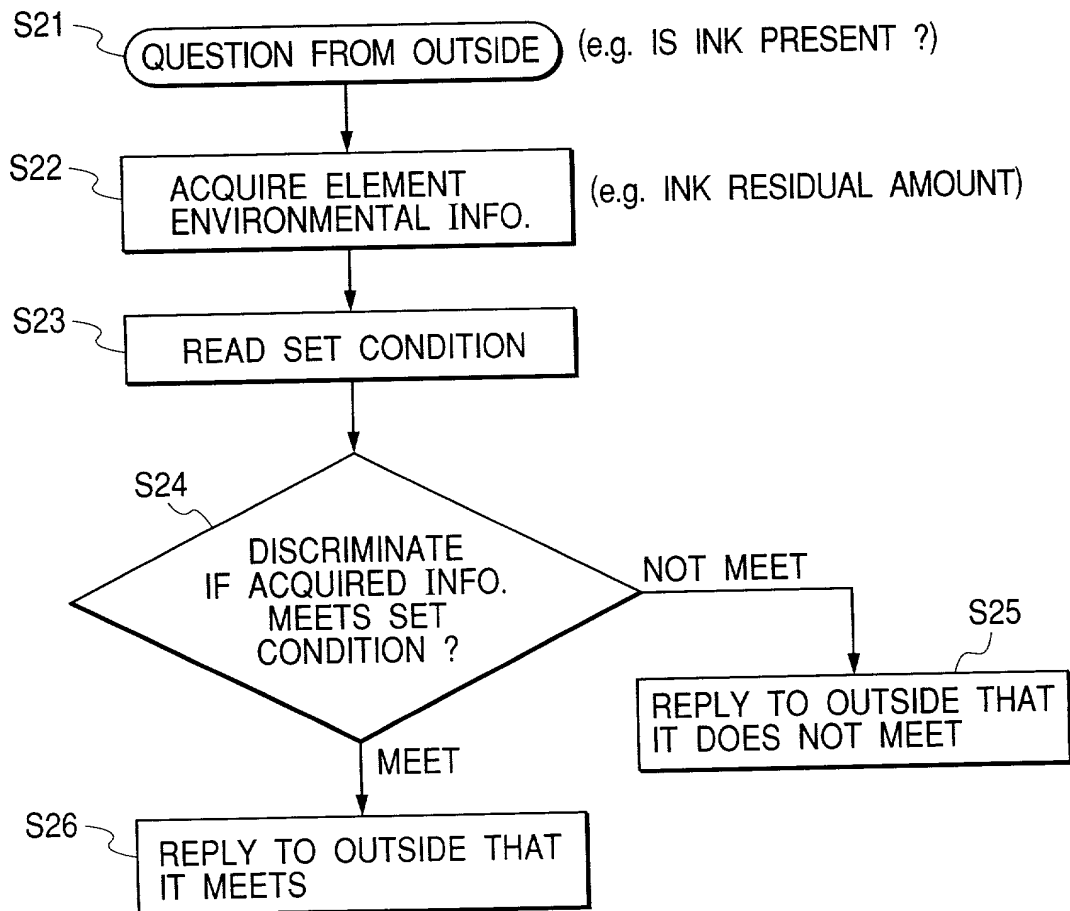 S21
QUESTION FROM OUTSIDE
(e.g. IS INK PRESENT ?)
S22
ACQUIRE ELEMENT
ENVIRONMENTAL INFO.
(e.g. INK RESIDUAL AMOUNT)
S23
READ SET CONDITION
S24
DISCRIMINATE
IF ACQUIRED INFO.
MEETS SET
CONDITION ?
NOT MEET
S25
REPLY TO OUTSIDE THAT
IT DOES NOT MEET
MEET
S26
REPLY TO OUTSIDE THAT
IT MEETS